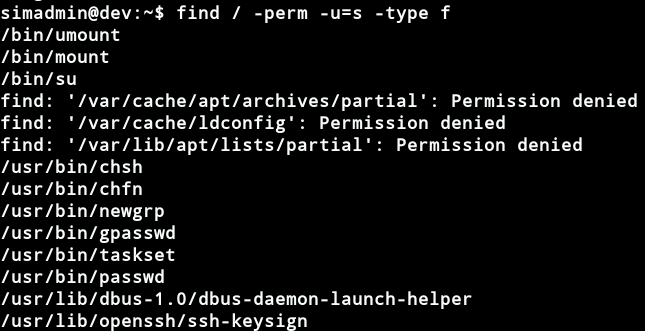 simadmin@dev:~$ find / -perm -u=s -type f
/bin/umount
/bin/mount
/bin/su
find: '/var/cache/apt/archives/partial': Permission denied
find: '/var/cache/ldconfig': Permission denied
find: '/var/lib/apt/lists/partial': Permission denied
/usr/bin/chsh
/usr/bin/chfn
/usr/bin/newgrp
/usr/bin/gpasswd
/usr/bin/taskset
/usr/bin/passwd
/usr/lib/dbus-1.0/dbus-daemon-launch-helper
/usr/lib/openssh/ssh-keysign